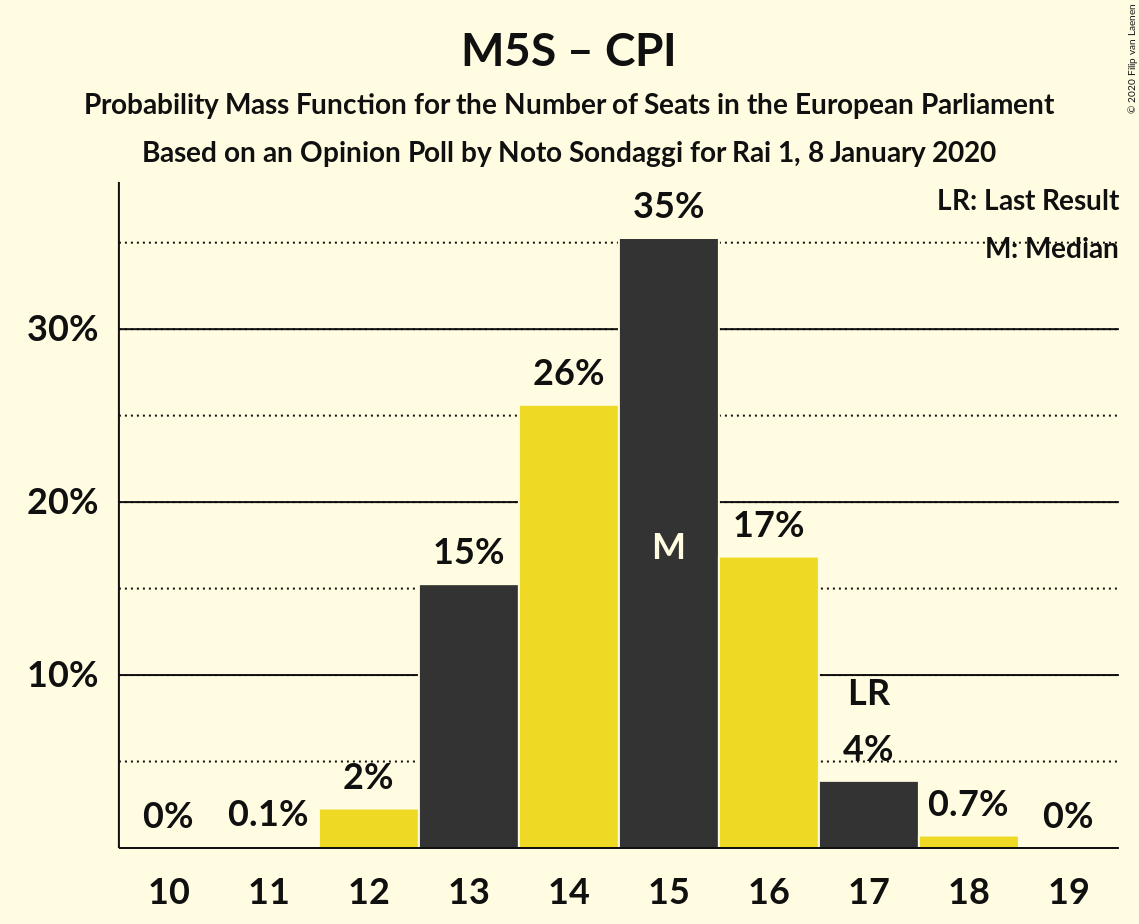 M5S – CPI
Probability Mass Function for the Number of Seats in the European Parliament
Based on an Opinion Poll by Noto Sondaggi for Rai 1, 8 January 2020
© 2020 Filip van Laenen
LR: Last Result
M: Median
35%
30%
26%
20%
17%
15%
M
10%
LR
4%
2%
0.7%
0%
0.1%
0%
10 11 12 13 14 15 16 17 18 19